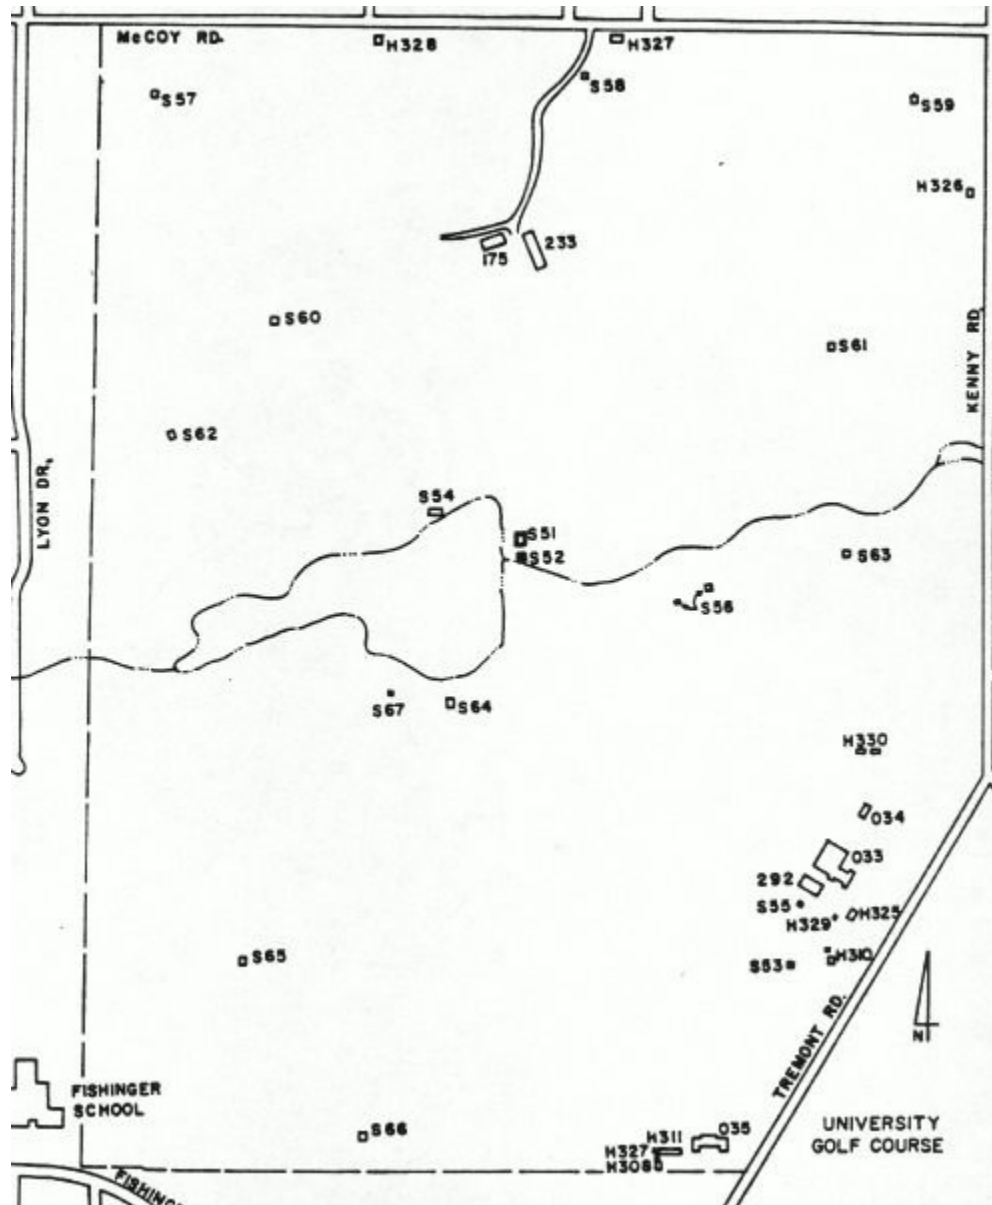 McCOY RD.
H328
H327
S57
S58
S59
H326
175
233
S60
S61
KENNY RD.
S62
LYON DR.
S54
S51
S52
S63
S56
S67
S64
H330
034
033
292
S55
H329
H325
S65
S53
H310
TREMONT RD.
N
FISHINGER
SCHOOL
S66
H311
035
H327
H308
UNIVERSITY
GOLF COURSE
FISHING